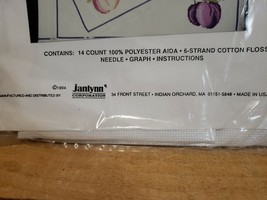 CONTAINS: 14 COUNT 100% POLYESTER AIDA • 6-STRAND COTTON FLOSS
NEEDLE • GRAPH • INSTRUCTIONS
©1994
MANUFACTURED AND DISTRIBUTED BY
Janlynn
CORPORATION
34 FRONT STREET • INDIAN ORCHARD, MA 01151-5848 • MADE IN USA